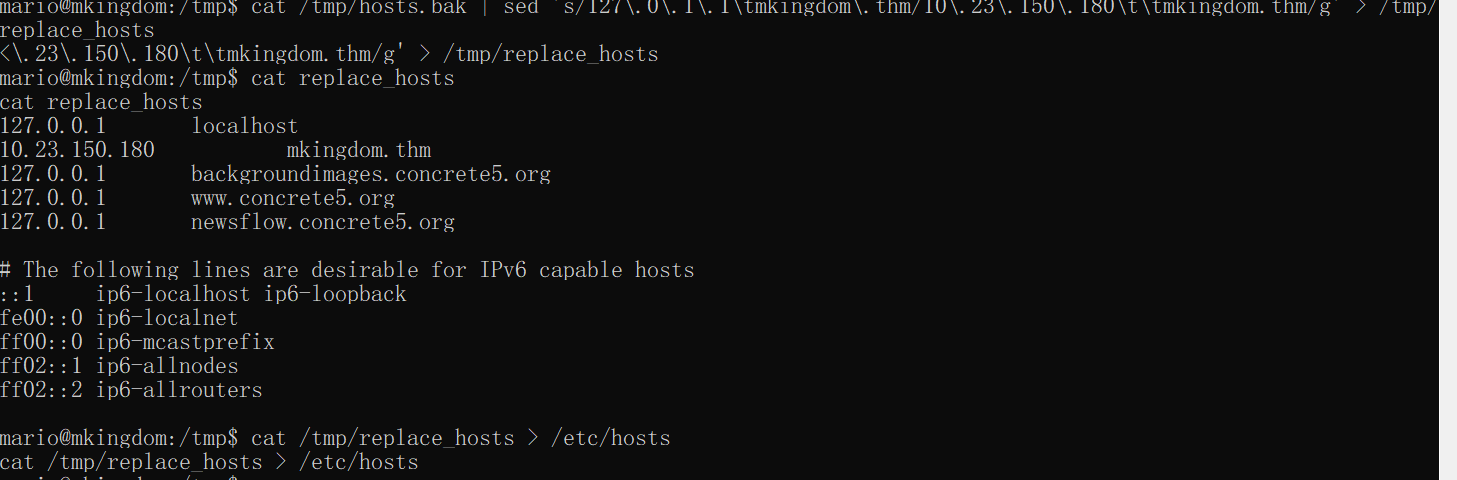 mario@mkingdom:/tmp$ cat /tmp/hosts.bak | sed 's/127\.0\.1\.1\tmkingdom\.thm/10\.23\.150\.180\t\tmkingdom.thm/g' > /tmp/
replace_hosts
<\.23\.150\.180\t\tmkingdom.thm/g' > /tmp/replace_hosts
mario@mkingdom:/tmp$ cat replace_hosts
cat replace_hosts
127.0.0.1       localhost
10.23.150.180           mkingdom.thm
127.0.0.1       backgroundimages.concrete5.org
127.0.0.1       www.concrete5.org
127.0.0.1       newsflow.concrete5.org
# The following lines are desirable for IPv6 capable hosts
::1     ip6-localhost ip6-loopback
fe00::0 ip6-localnet
ff00::0 ip6-mcastprefix
ff02::1 ip6-allnodes
ff02::2 ip6-allrouters
mario@mkingdom:/tmp$ cat /tmp/replace_hosts > /etc/hosts
cat /tmp/replace_hosts > /etc/hosts